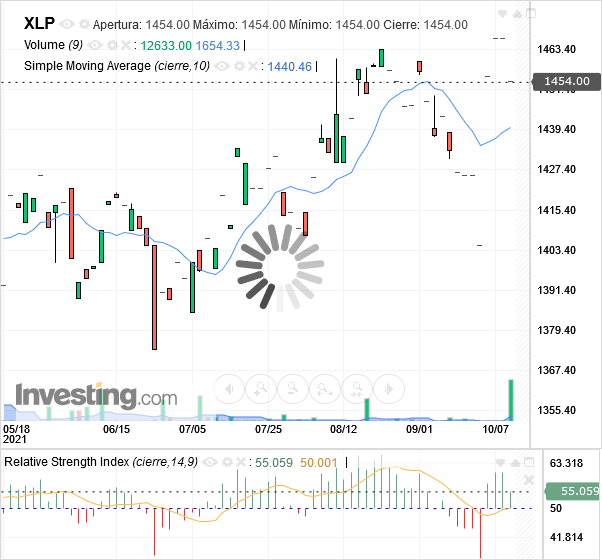 XLP Apertura: 1454.00 Máximo: 1454.00 Mínimo: 1454.00 Cierre: 1454.00
Volume (9) : 12633.00 1654.33
Simple Moving Average (cierre,10) : 1440.46
1463.40
1454.00
1451.40
1439.40
1427.40
1415.40
1403.40
1391.40
1379.40
1367.40
1355.40
Investing.com
05/18 06/15 07/05 07/25 08/12 09/01 10/07
2021
Relative Strength Index (cierre,14,9) : 55.059 50.001
63.318
55.059
50
41.814